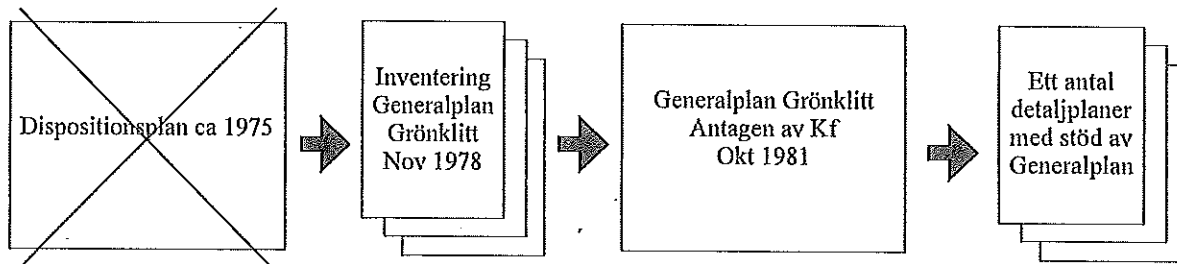 Dispositionsplan ca 1975
Inventering
Generalplan
Grönklitt
Nov 1978
Generalplan Grönklitt
Antagen av Kf
Okt 1981
Ett antal
detaljplaner
med stöd av
Generalplan